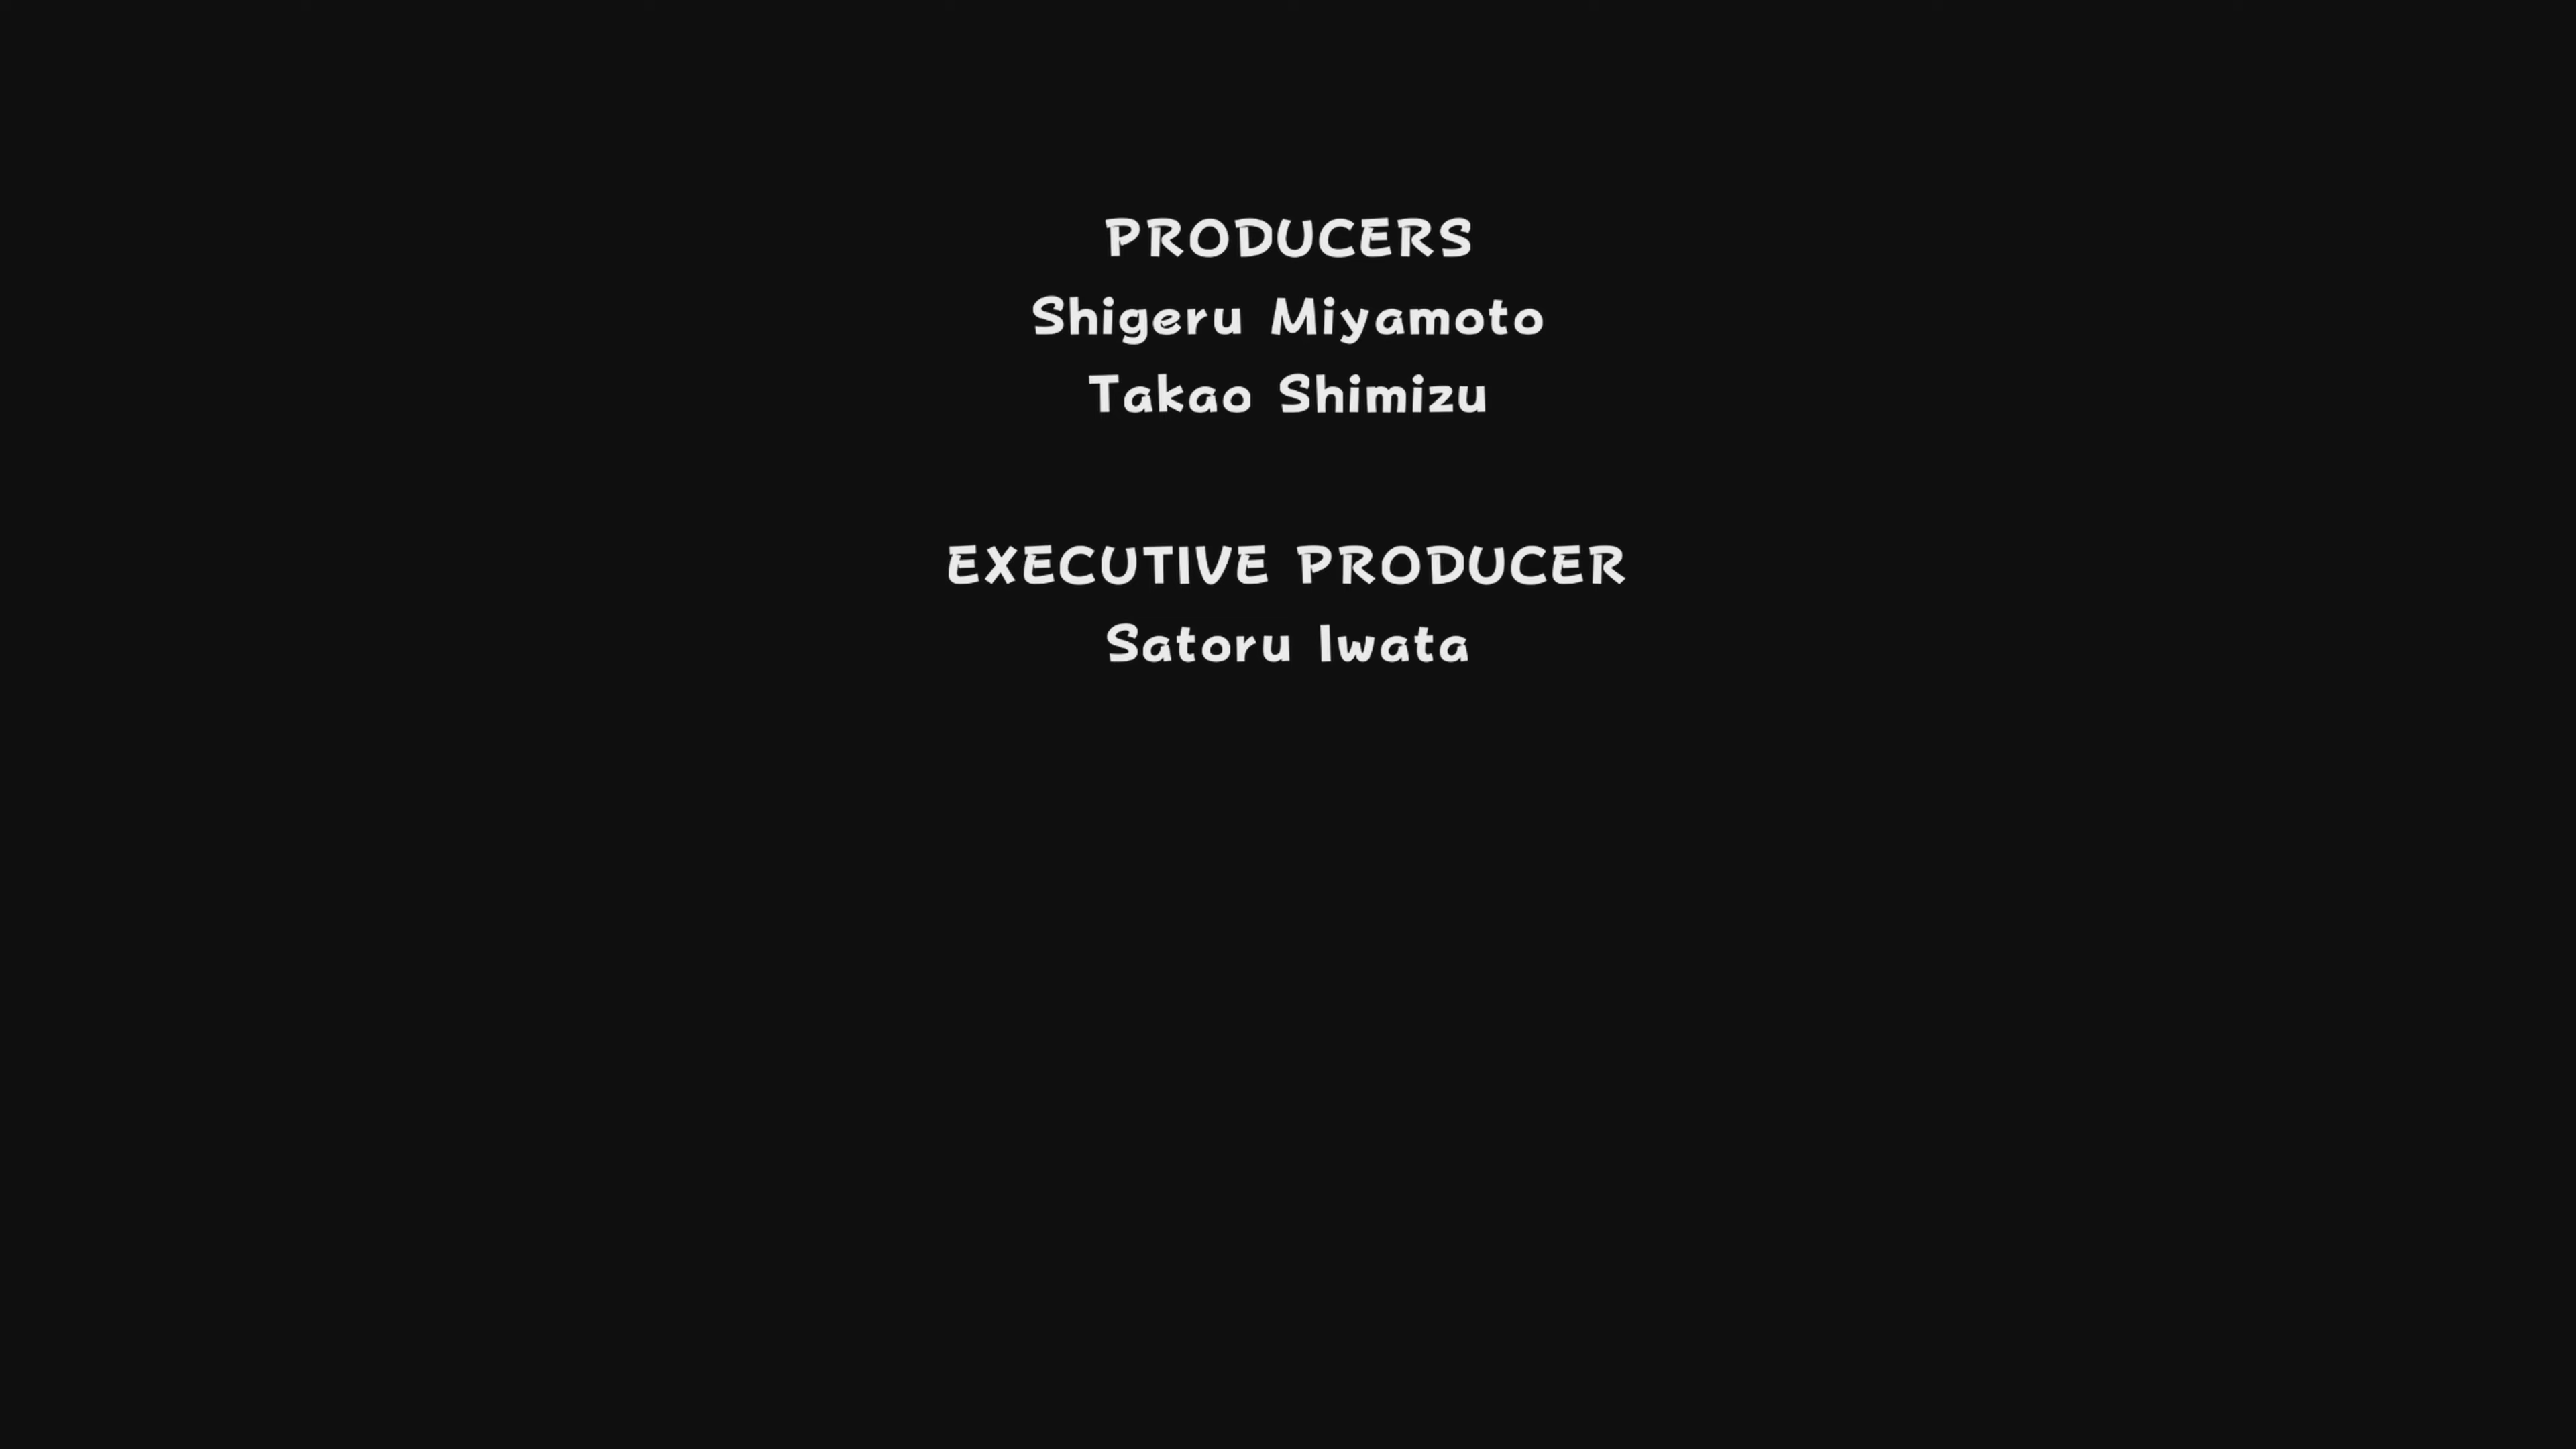 PRODUCERS
Shigeru Miyamoto
Takao Shimizu
EXECUTIVE PRODUCER
Satoru Iwata